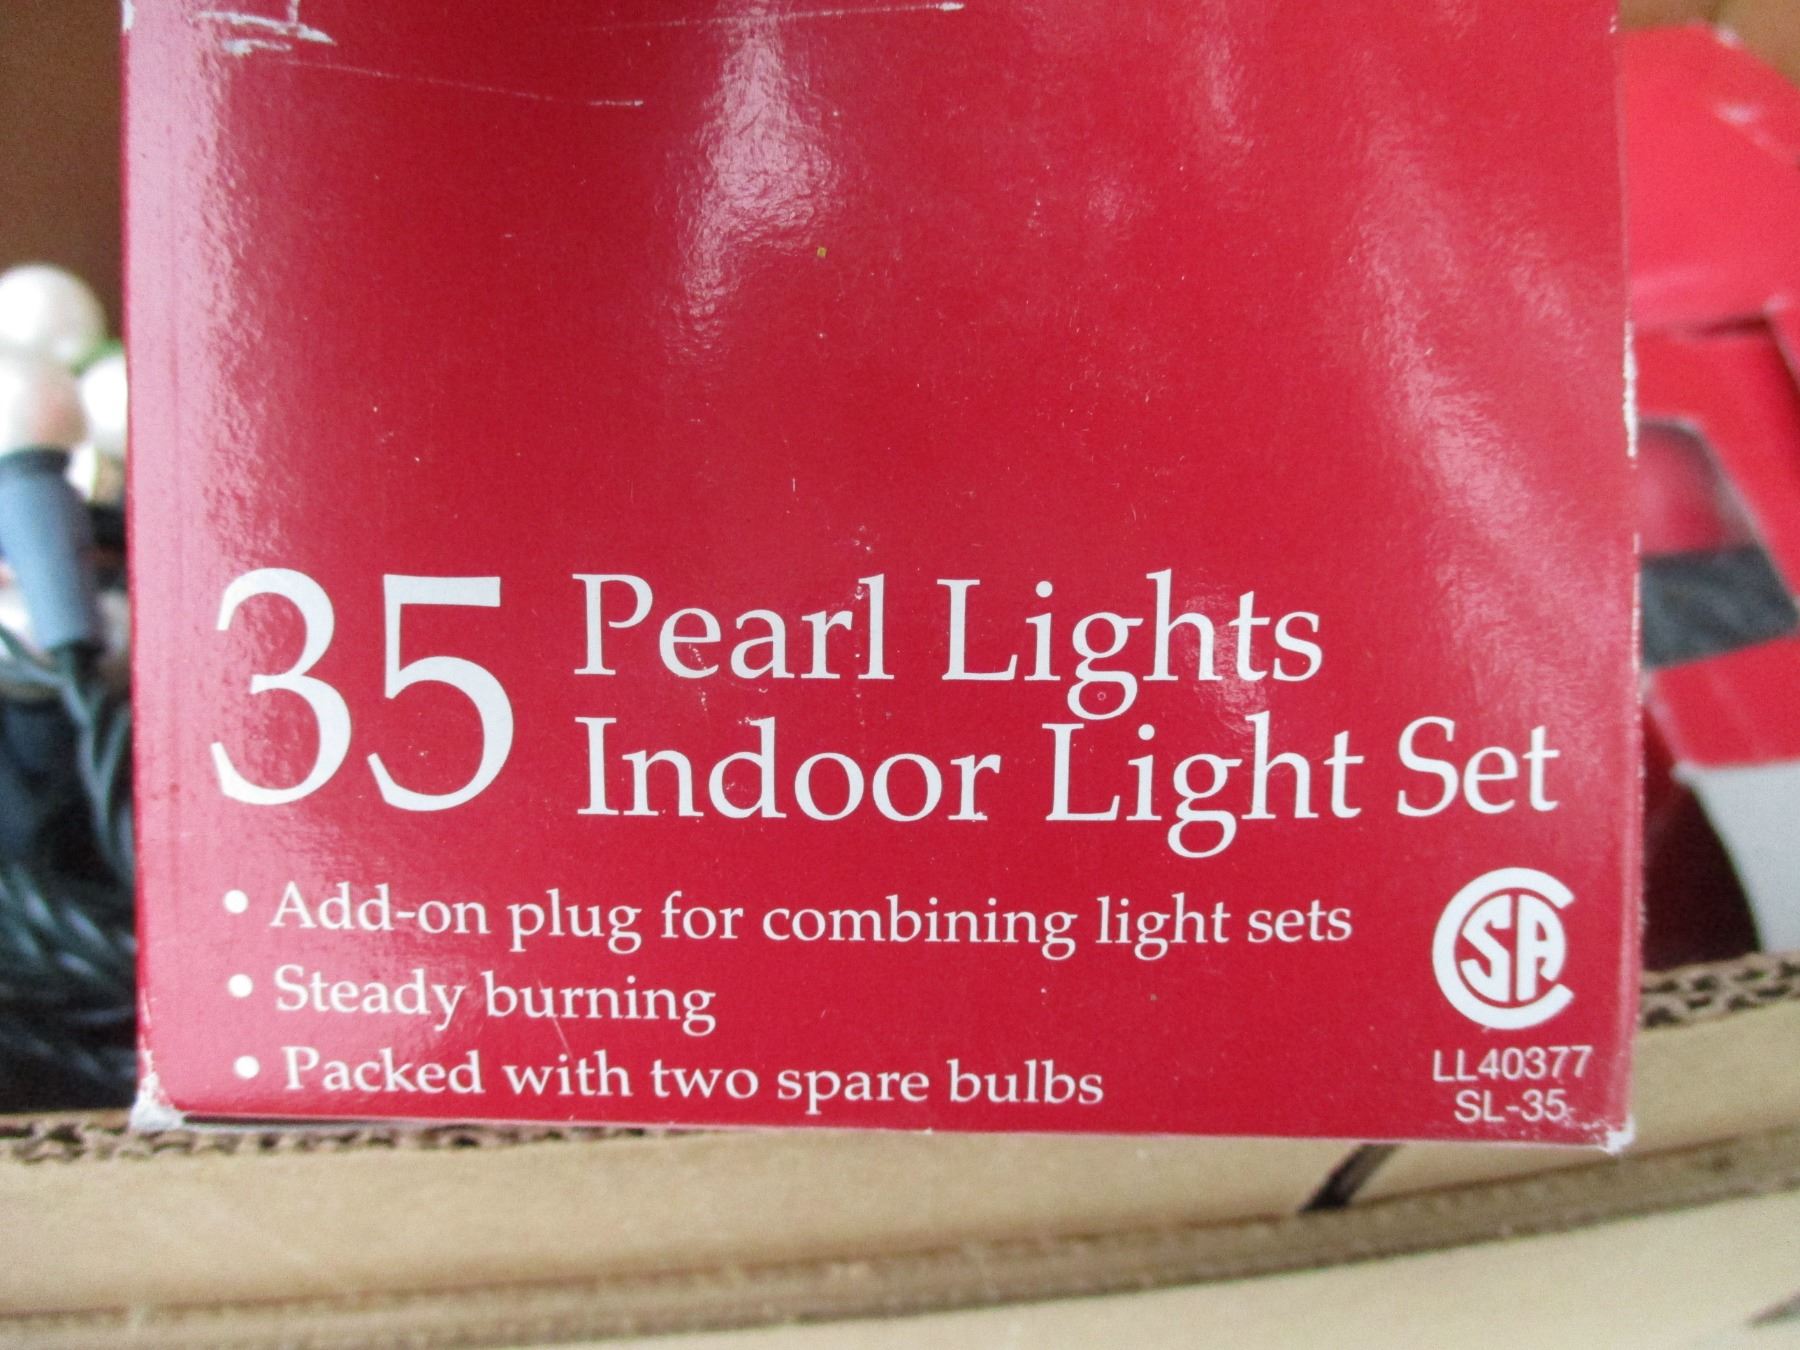 35 Pearl Lights
Indoor Light Set
• Add-on plug for combining light sets
• Steady burning
• Packed with two spare bulbs
CSA
LL40377
SL-35